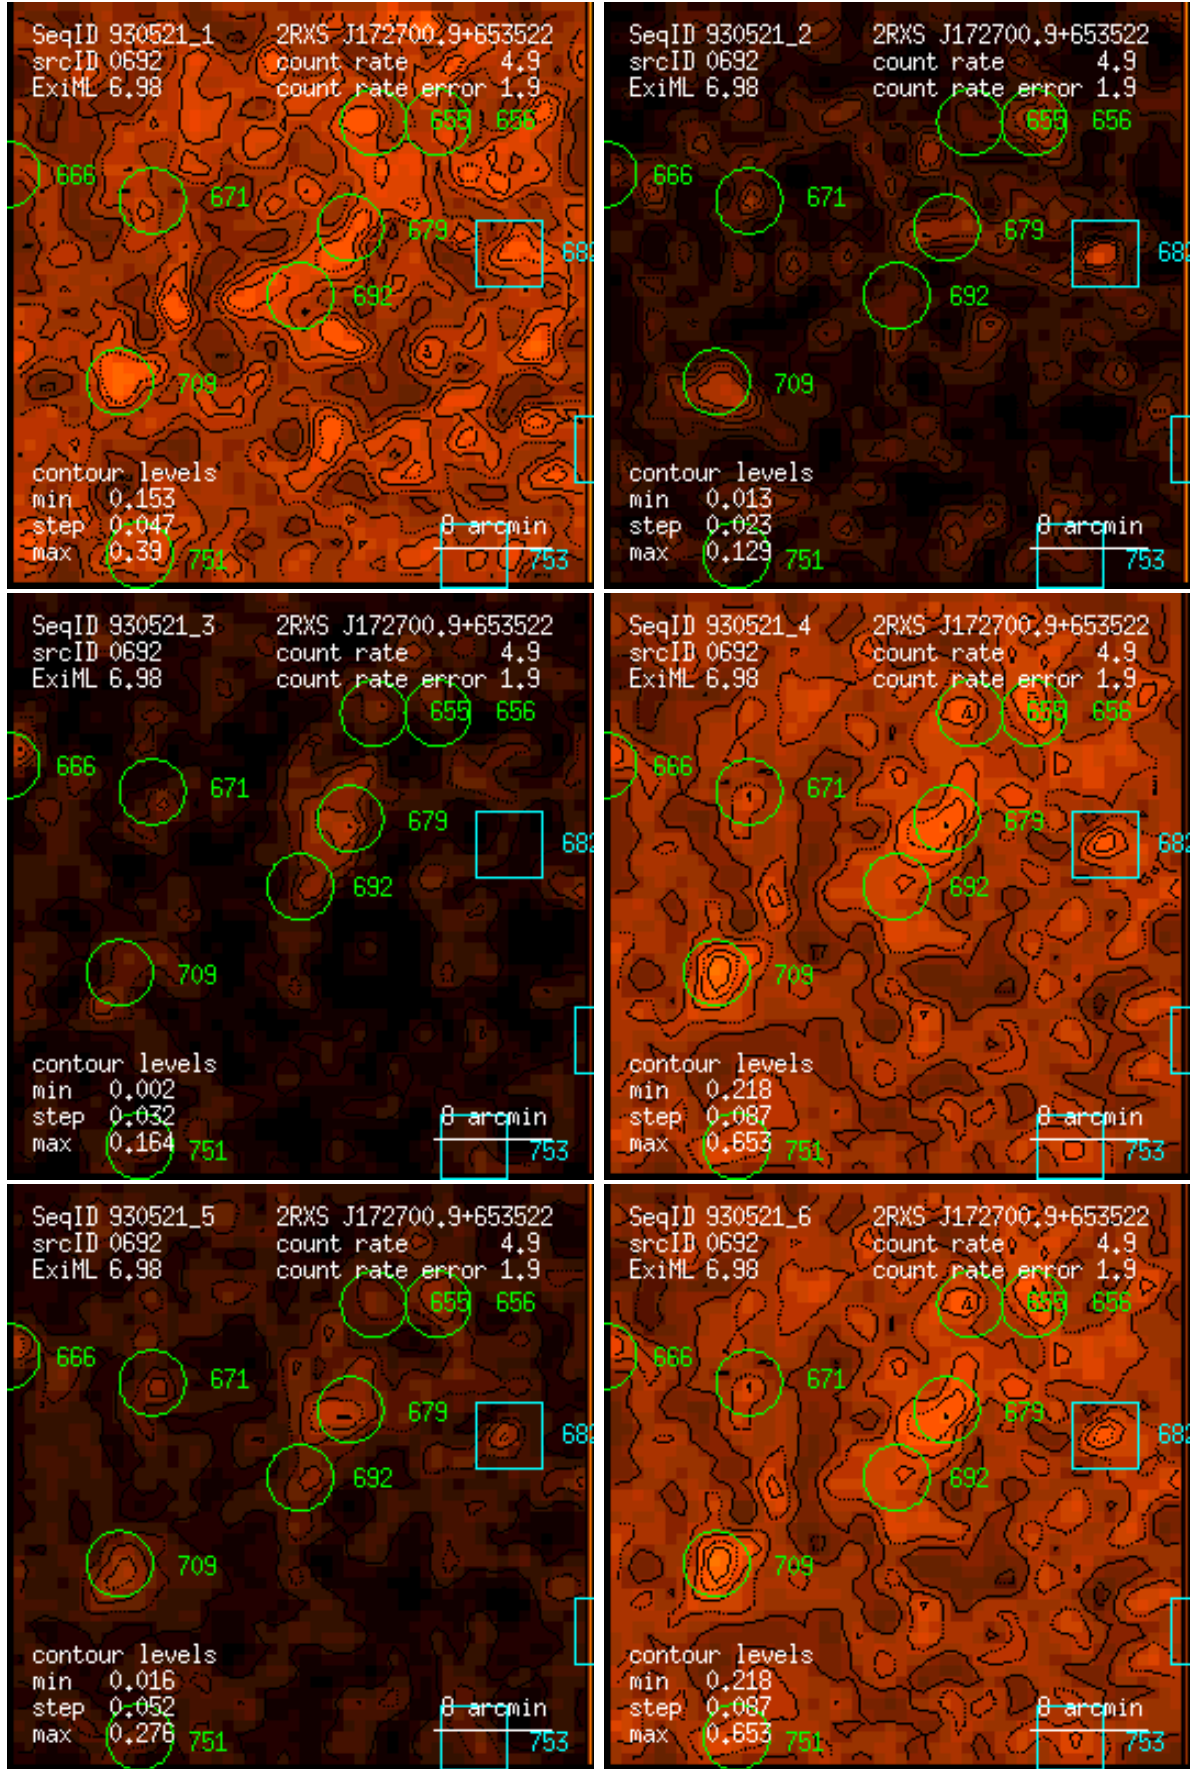 SeqID 930521_1 2RXS J172700.9+653522
srcID 0692 count rate 4.9
ExiML 6.98 count rate error 1.9
655 656
666
671
679
682
692
709
contour levels
min 0.153
step 0.047
max 0.39
8 arcmin
751
753
SeqID 930521_2 2RXS J172700.9+653522
srcID 0692 count rate 4.9
ExiML 6.98 count rate error 1.9
655 656
666
671
679
682
692
709
contour levels
min 0.013
step 0.023
max 0.129
8 arcmin
751
753
SeqID 930521_3 2RXS J172700.9+653522
srcID 0692 count rate 4.9
ExiML 6.98 count rate error 1.9
655 656
666
671
679
682
692
709
contour levels
min 0.002
step 0.032
max 0.164
8 arcmin
751
753
SeqID 930521_4 2RXS J172700.9+653522
srcID 0692 count rate 4.9
ExiML 6.98 count rate error 1.9
655 656
666
671
679
682
692
709
contour levels
min 0.218
step 0.087
max 0.653
8 arcmin
751
753
SeqID 930521_5 2RXS J172700.9+653522
srcID 0692 count rate 4.9
ExiML 6.98 count rate error 1.9
655 656
666
671
679
682
692
709
contour levels
min 0.016
step 0.052
max 0.276
8 arcmin
751
753
SeqID 930521_6 2RXS J172700.9+653522
srcID 0692 count rate 4.9
ExiML 6.98 count rate error 1.9
655 656
666
671
679
682
692
709
contour levels
min 0.218
step 0.087
max 0.653
8 arcmin
751
753